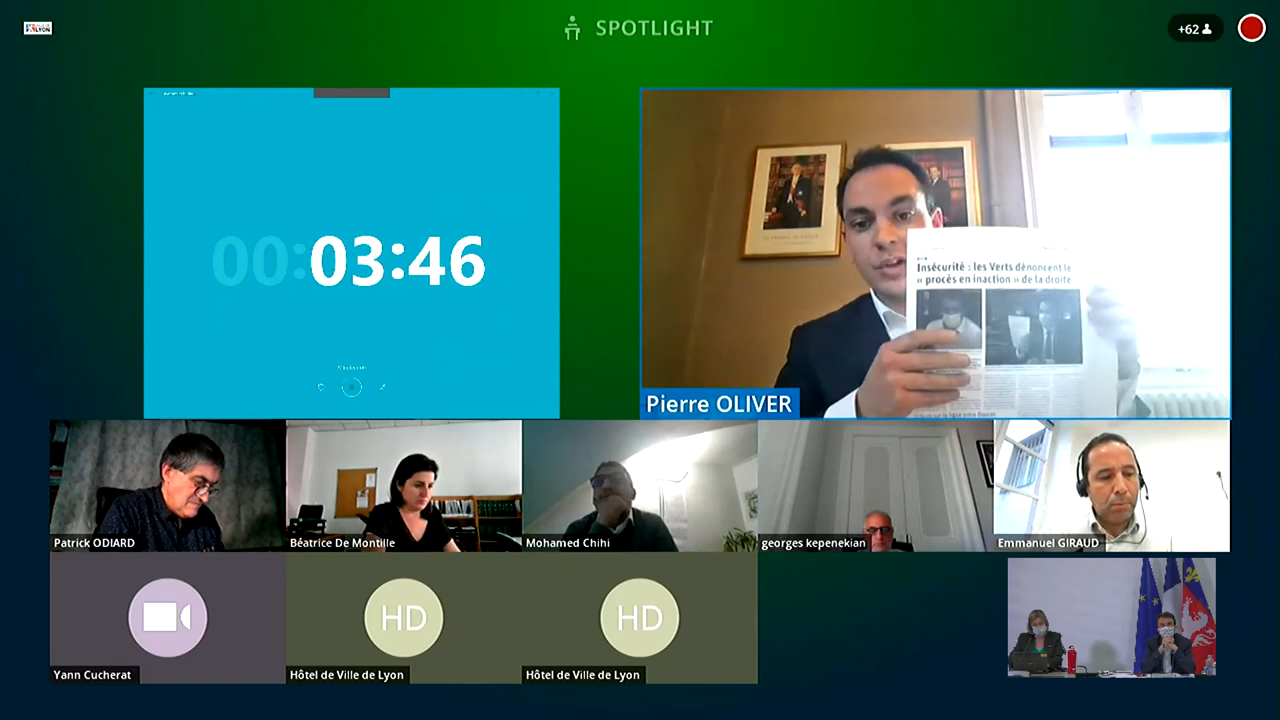 LYON
SPOTLIGHT
+62
00:03:46
Insécurité : les Verts dénoncent le
« procès en inaction » de la droite
Pierre OLIVER
Patrick ODIARD
Béatrice De Montille
Mohamed Chihi
georges kepenekian
Emmanuel GIRAUD
HD
HD
Yann Cucherat
Hôtel de Ville de Lyon
Hôtel de Ville de Lyon